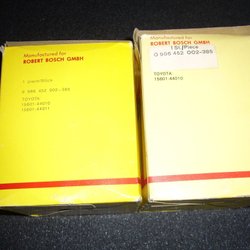 Manufactured for
ROBERT BOSCH GMBH
1 piece/Stück
0 986 452 002-385
TOYOTA
15601-44010
15601-44011
Manufactured for
ROBERT BOSCH GMBH
1 St./Piece
0 986 452 002-385
TOYOTA
15601 44010